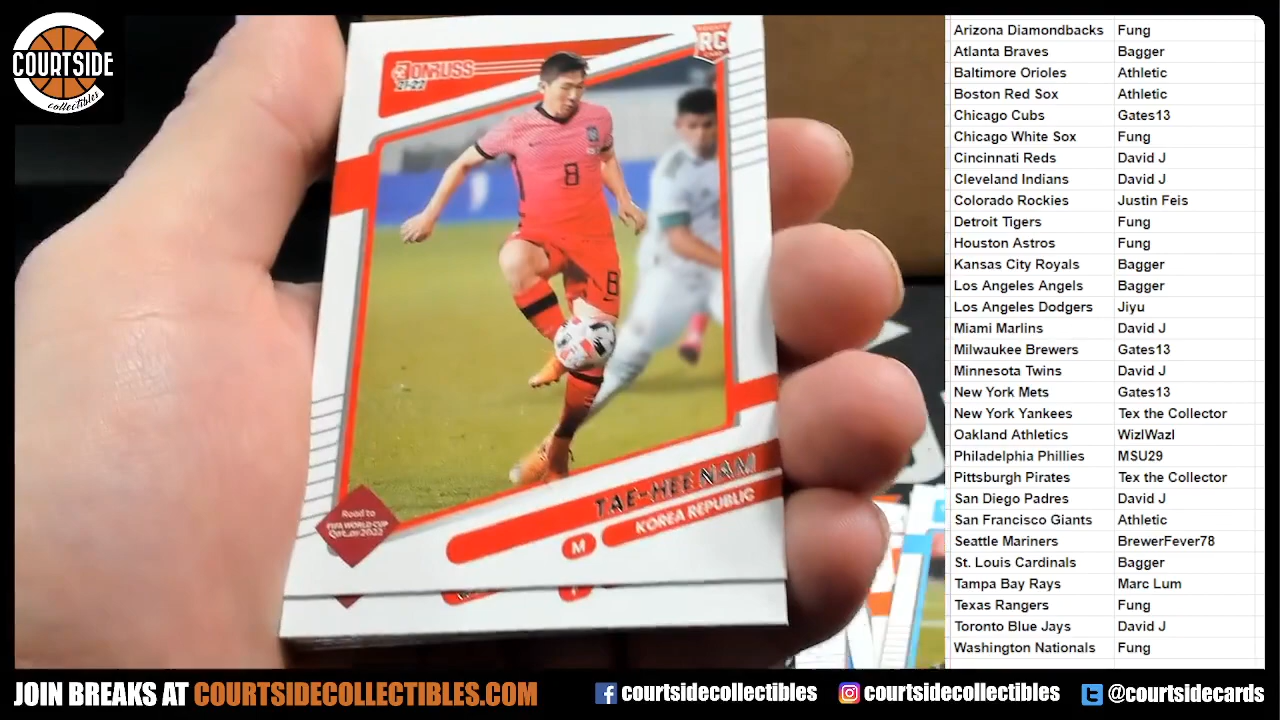 COURTSIDE
collectibles
DONRUSS
21-22
RC
8
8
TAE-HEE NAM
M KOREA REPUBLIC
Road to
FIFA WORLD CUP
Qatar2022
Arizona Diamondbacks Fung
Atlanta Braves Bagger
Baltimore Orioles Athletic
Boston Red Sox Athletic
Chicago Cubs Gates13
Chicago White Sox Fung
Cincinnati Reds David J
Cleveland Indians David J
Colorado Rockies Justin Feis
Detroit Tigers Fung
Houston Astros Fung
Kansas City Royals Bagger
Los Angeles Angels Bagger
Los Angeles Dodgers Jiyu
Miami Marlins David J
Milwaukee Brewers Gates13
Minnesota Twins David J
New York Mets Gates13
New York Yankees Tex the Collector
Oakland Athletics WizlWazl
Philadelphia Phillies MSU29
Pittsburgh Pirates Tex the Collector
San Diego Padres David J
San Francisco Giants Athletic
Seattle Mariners BrewerFever78
St. Louis Cardinals Bagger
Tampa Bay Rays Marc Lum
Texas Rangers Fung
Toronto Blue Jays David J
Washington Nationals Fung
JOIN BREAKS AT COURTSIDECOLLECTIBLES.COM
courtsidecollectibles courtsidecollectibles @courtsidecards